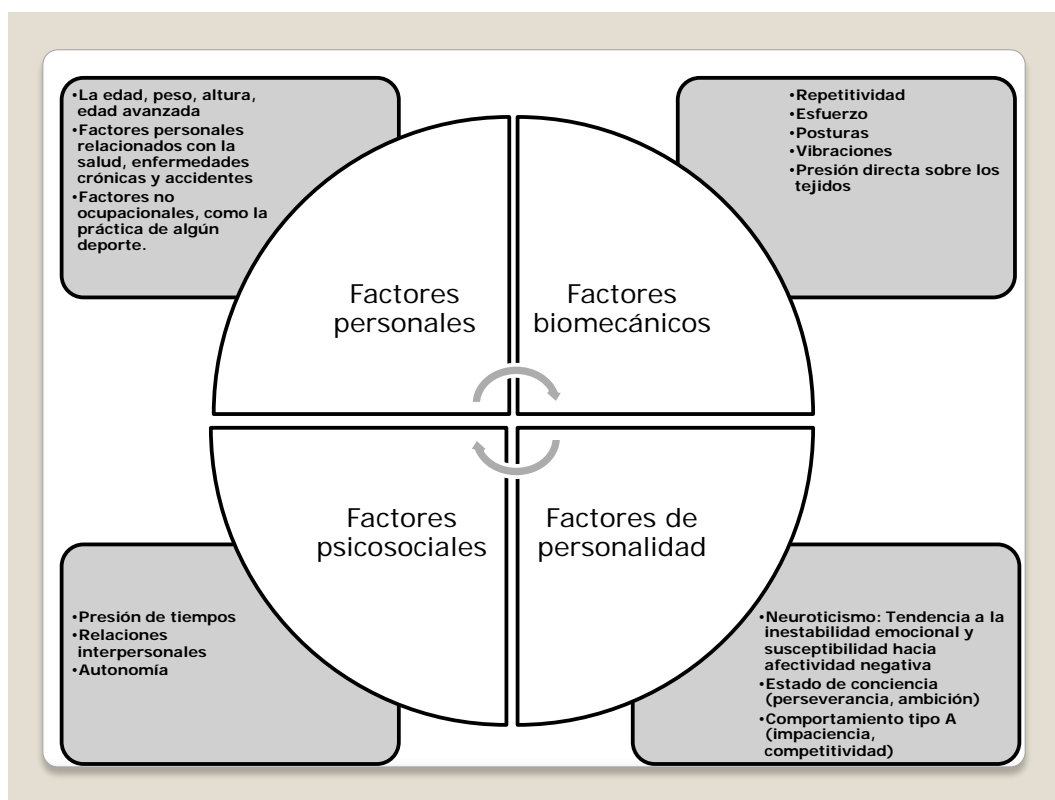 •La edad, peso, altura,
edad avanzada
•Factores personales
relacionados con la
salud, enfermedades
crónicas y accidentes
•Factores no
ocupacionales, como la
práctica de algún
deporte.
•Repetitividad
•Esfuerzo
•Posturas
•Vibraciones
•Presión directa sobre los
tejidos
Factores
personales
Factores
biomecánicos
Factores
psicosociales
Factores de
personalidad
•Presión de tiempos
•Relaciones
interpersonales
•Autonomía
•Neuroticismo: Tendencia a la
inestabilidad emocional y
susceptibilidad hacia
afectividad negativa
•Estado de conciencia
(perseverancia, ambición)
•Comportamiento tipo A
(impaciencia,
competitividad)